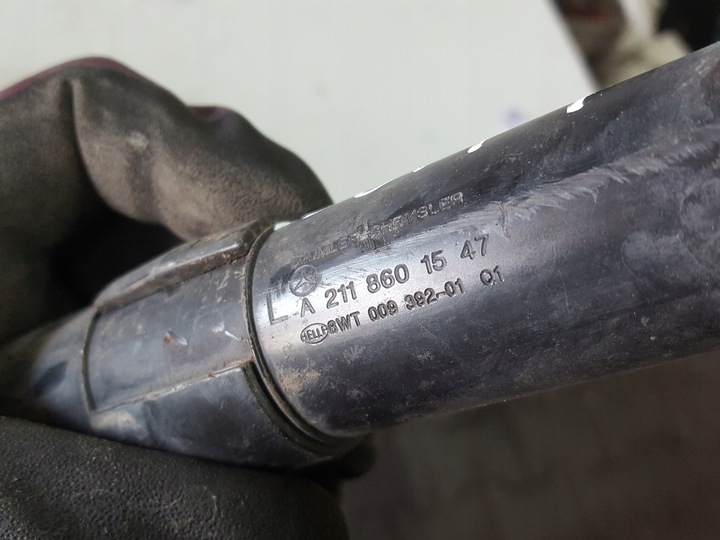 DAIMLERCHRYSLER
L A 211 860 15 47
HELLA 8WT 009 392-01 01